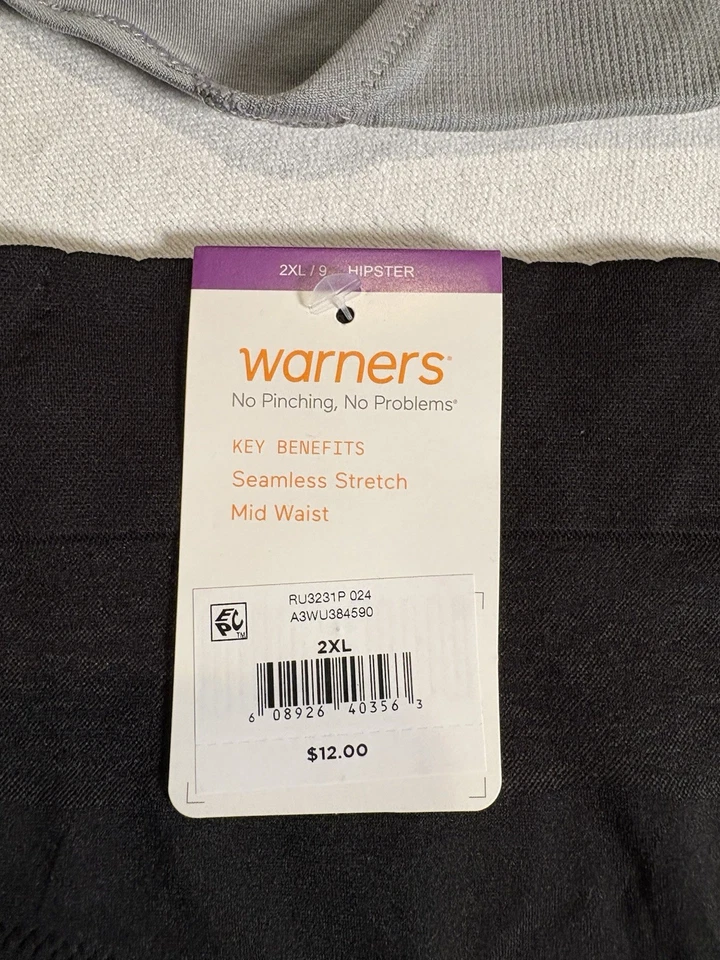 2XL / 9 HIPSTER
warners®
No Pinching, No Problems®
KEY BENEFITS
Seamless Stretch
Mid Waist
RU3231P 024
A3WU384590
EPC™
2XL
6 08926 40356 3
$12.00